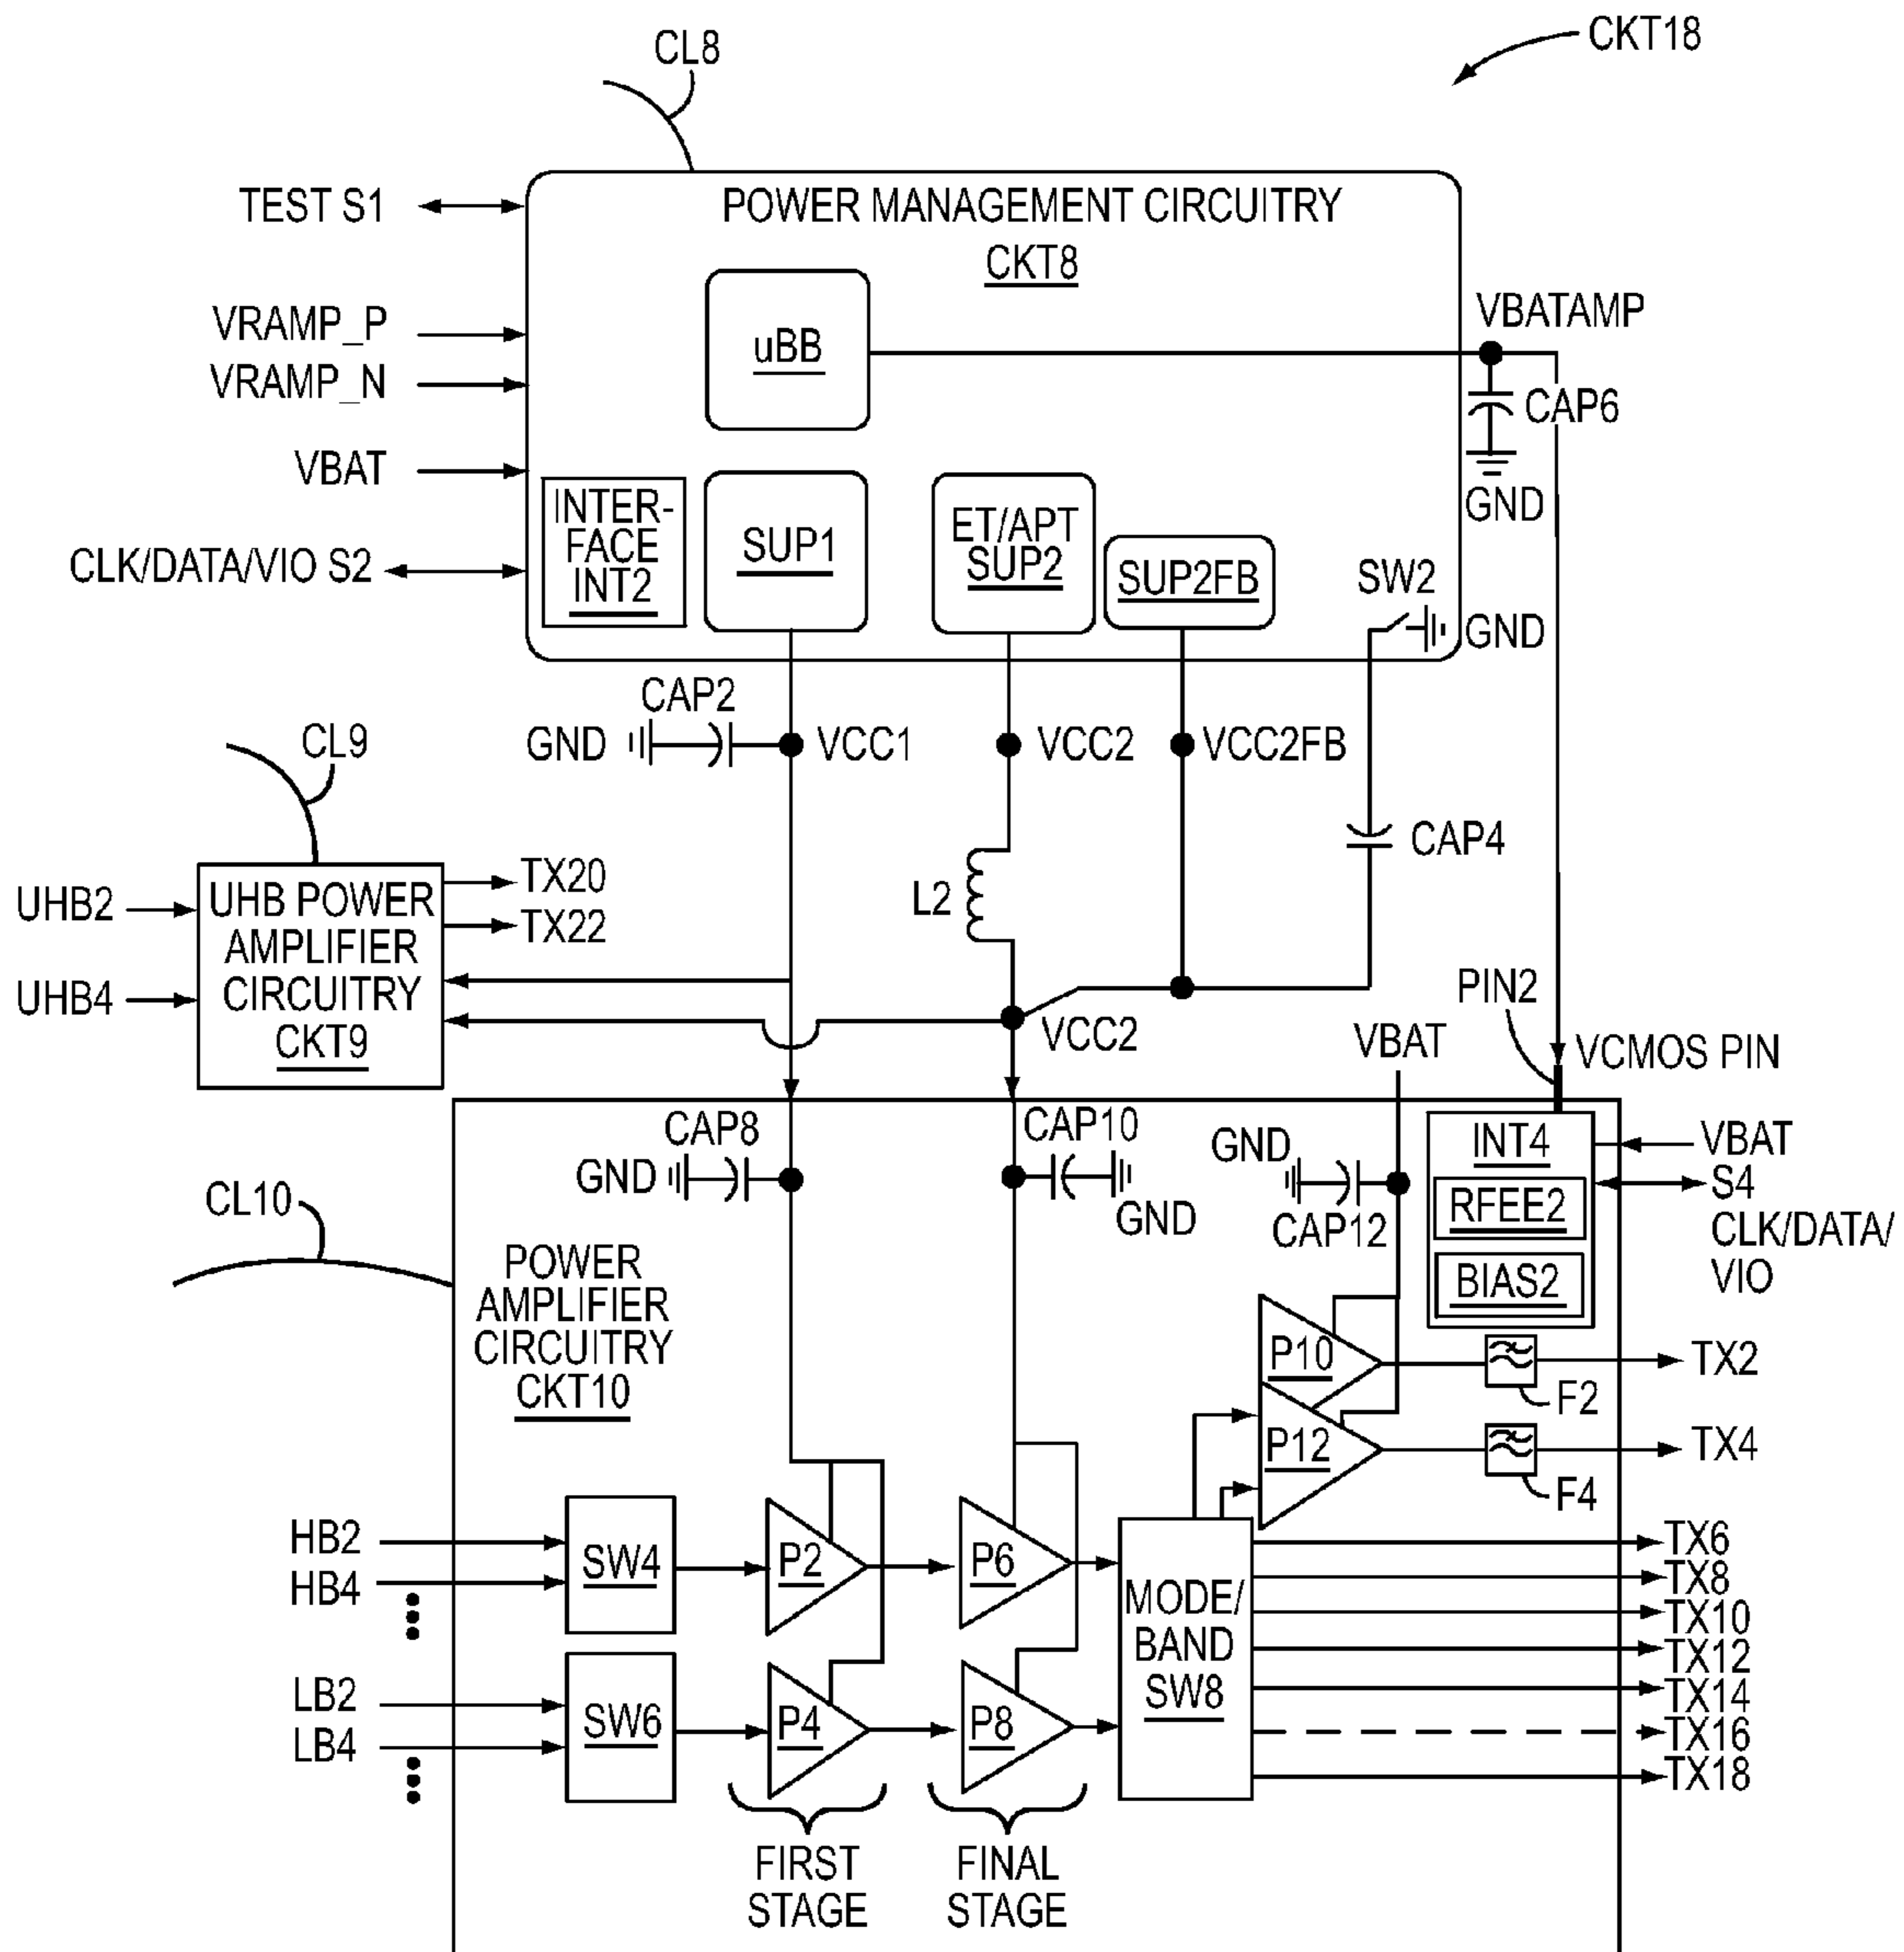 CKT18
CL8
TEST S1
POWER MANAGEMENT CIRCUITRY
CKT8
VRAMP_P
VRAMP_N
VBAT
CLK/DATA/VIO S2
uBB
VBATAMP
CAP6
GND
INTER-
FACE
INT2
SUP1
ET/APT
SUP2
SUP2FB
SW2
GND
CAP2
GND
VCC1
VCC2
VCC2FB
CL9
CAP4
L2
UHB2
UHB4
UHB POWER
AMPLIFIER
CIRCUITRY
CKT9
TX20
TX22
VCC2
VBAT
PIN2
VCMOS PIN
CL10
CAP8
GND
CAP10
GND
GND
CAP12
INT4
RFEE2
BIAS2
VBAT
S4
CLK/DATA/
VIO
POWER
AMPLIFIER
CIRCUITRY
CKT10
P10
P12
F2
F4
TX2
TX4
HB2
HB4
LB2
LB4
SW4
SW6
P2
P4
P6
P8
MODE/
BAND
SW8
TX6
TX8
TX10
TX12
TX14
TX16
TX18
FIRST
STAGE
FINAL
STAGE